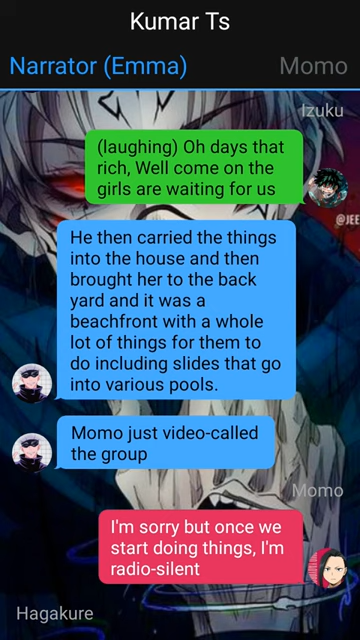 Kumar Ts
Narrator (Emma)
Momo
Izuku
(laughing) Oh days that
rich, Well come on the
girls are waiting for us
@JEE
He then carried the things
into the house and then
brought her to the back
yard and it was a
beachfront with a whole
lot of things for them to
do including slides that go
into various pools.
Momo just video-called
the group
Momo
I'm sorry but once we
start doing things, I'm
radio-silent
Hagakure